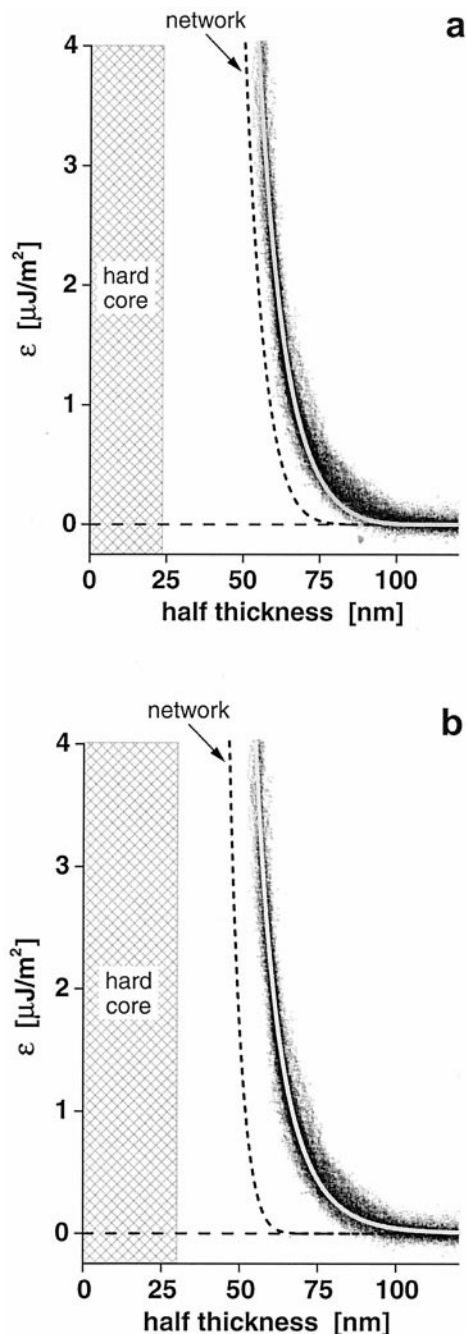 network
a
4
3
2
1
0
hard
core
ε [μJ/m²]
0 25 50 75 100
half thickness [nm]
network
b
4
3
2
1
0
hard
core
ε [μJ/m²]
0 25 50 75 100
half thickness [nm]